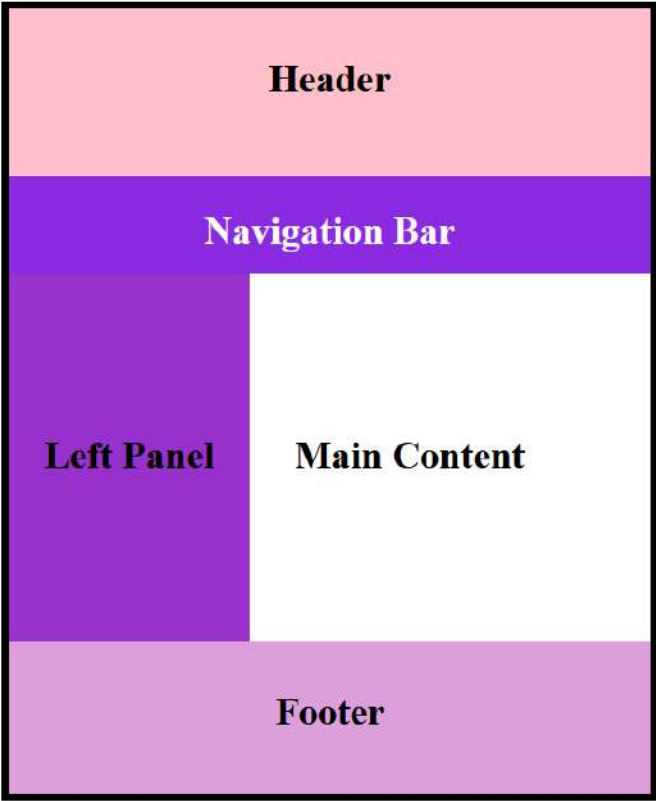 Header
Navigation Bar
Left Panel
Main Content
Footer